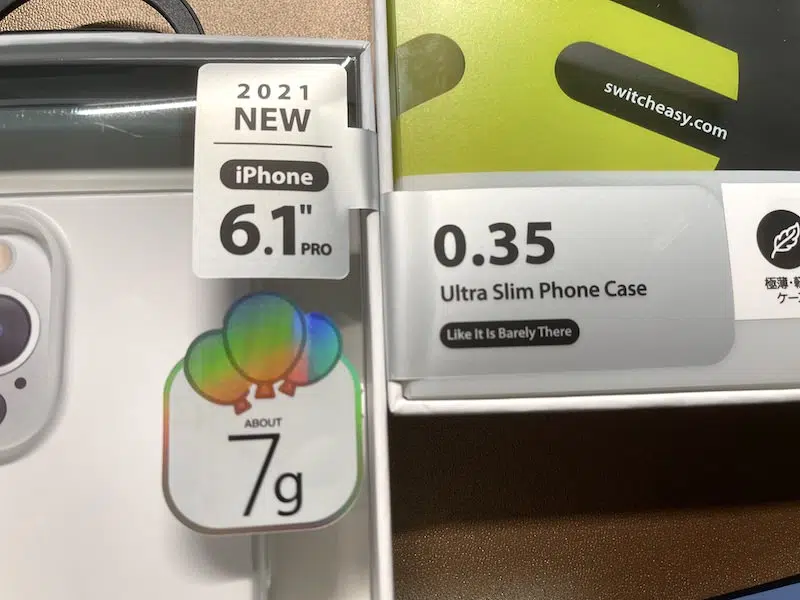 2021
NEW
iPhone
6.1" PRO
ABOUT
7g
switcheasy.com
0.35
Ultra Slim Phone Case
Like It Is Barely There
極薄・軽
ケース